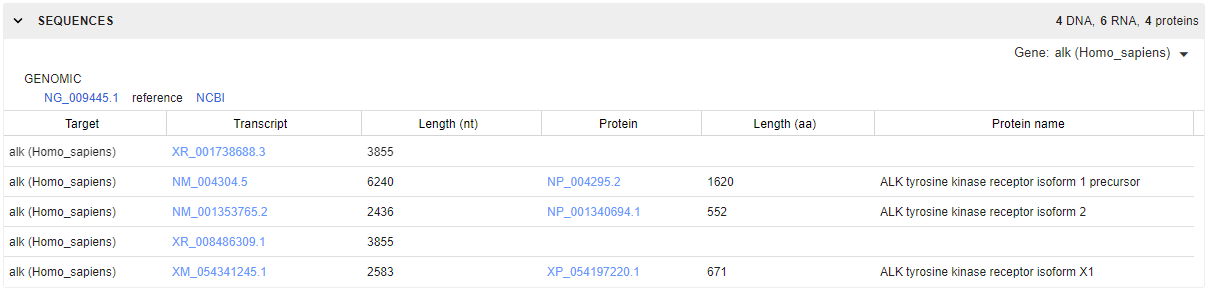 SEQUENCES 4 DNA, 6 RNA, 4 proteins
Gene: alk (Homo_sapiens)
GENOMIC
NG_009445.1 reference NCBI
Target Transcript Length (nt) Protein Length (aa) Protein name
alk (Homo_sapiens) XR_001738688.3 3855
alk (Homo_sapiens) NM_004304.5 6240 NP_004295.2 1620 ALK tyrosine kinase receptor isoform 1 precursor
alk (Homo_sapiens) NM_001353765.2 2436 NP_001340694.1 552 ALK tyrosine kinase receptor isoform 2
alk (Homo_sapiens) XR_008486309.1 3855
alk (Homo_sapiens) XM_054341245.1 2583 XP_054197220.1 671 ALK tyrosine kinase receptor isoform X1